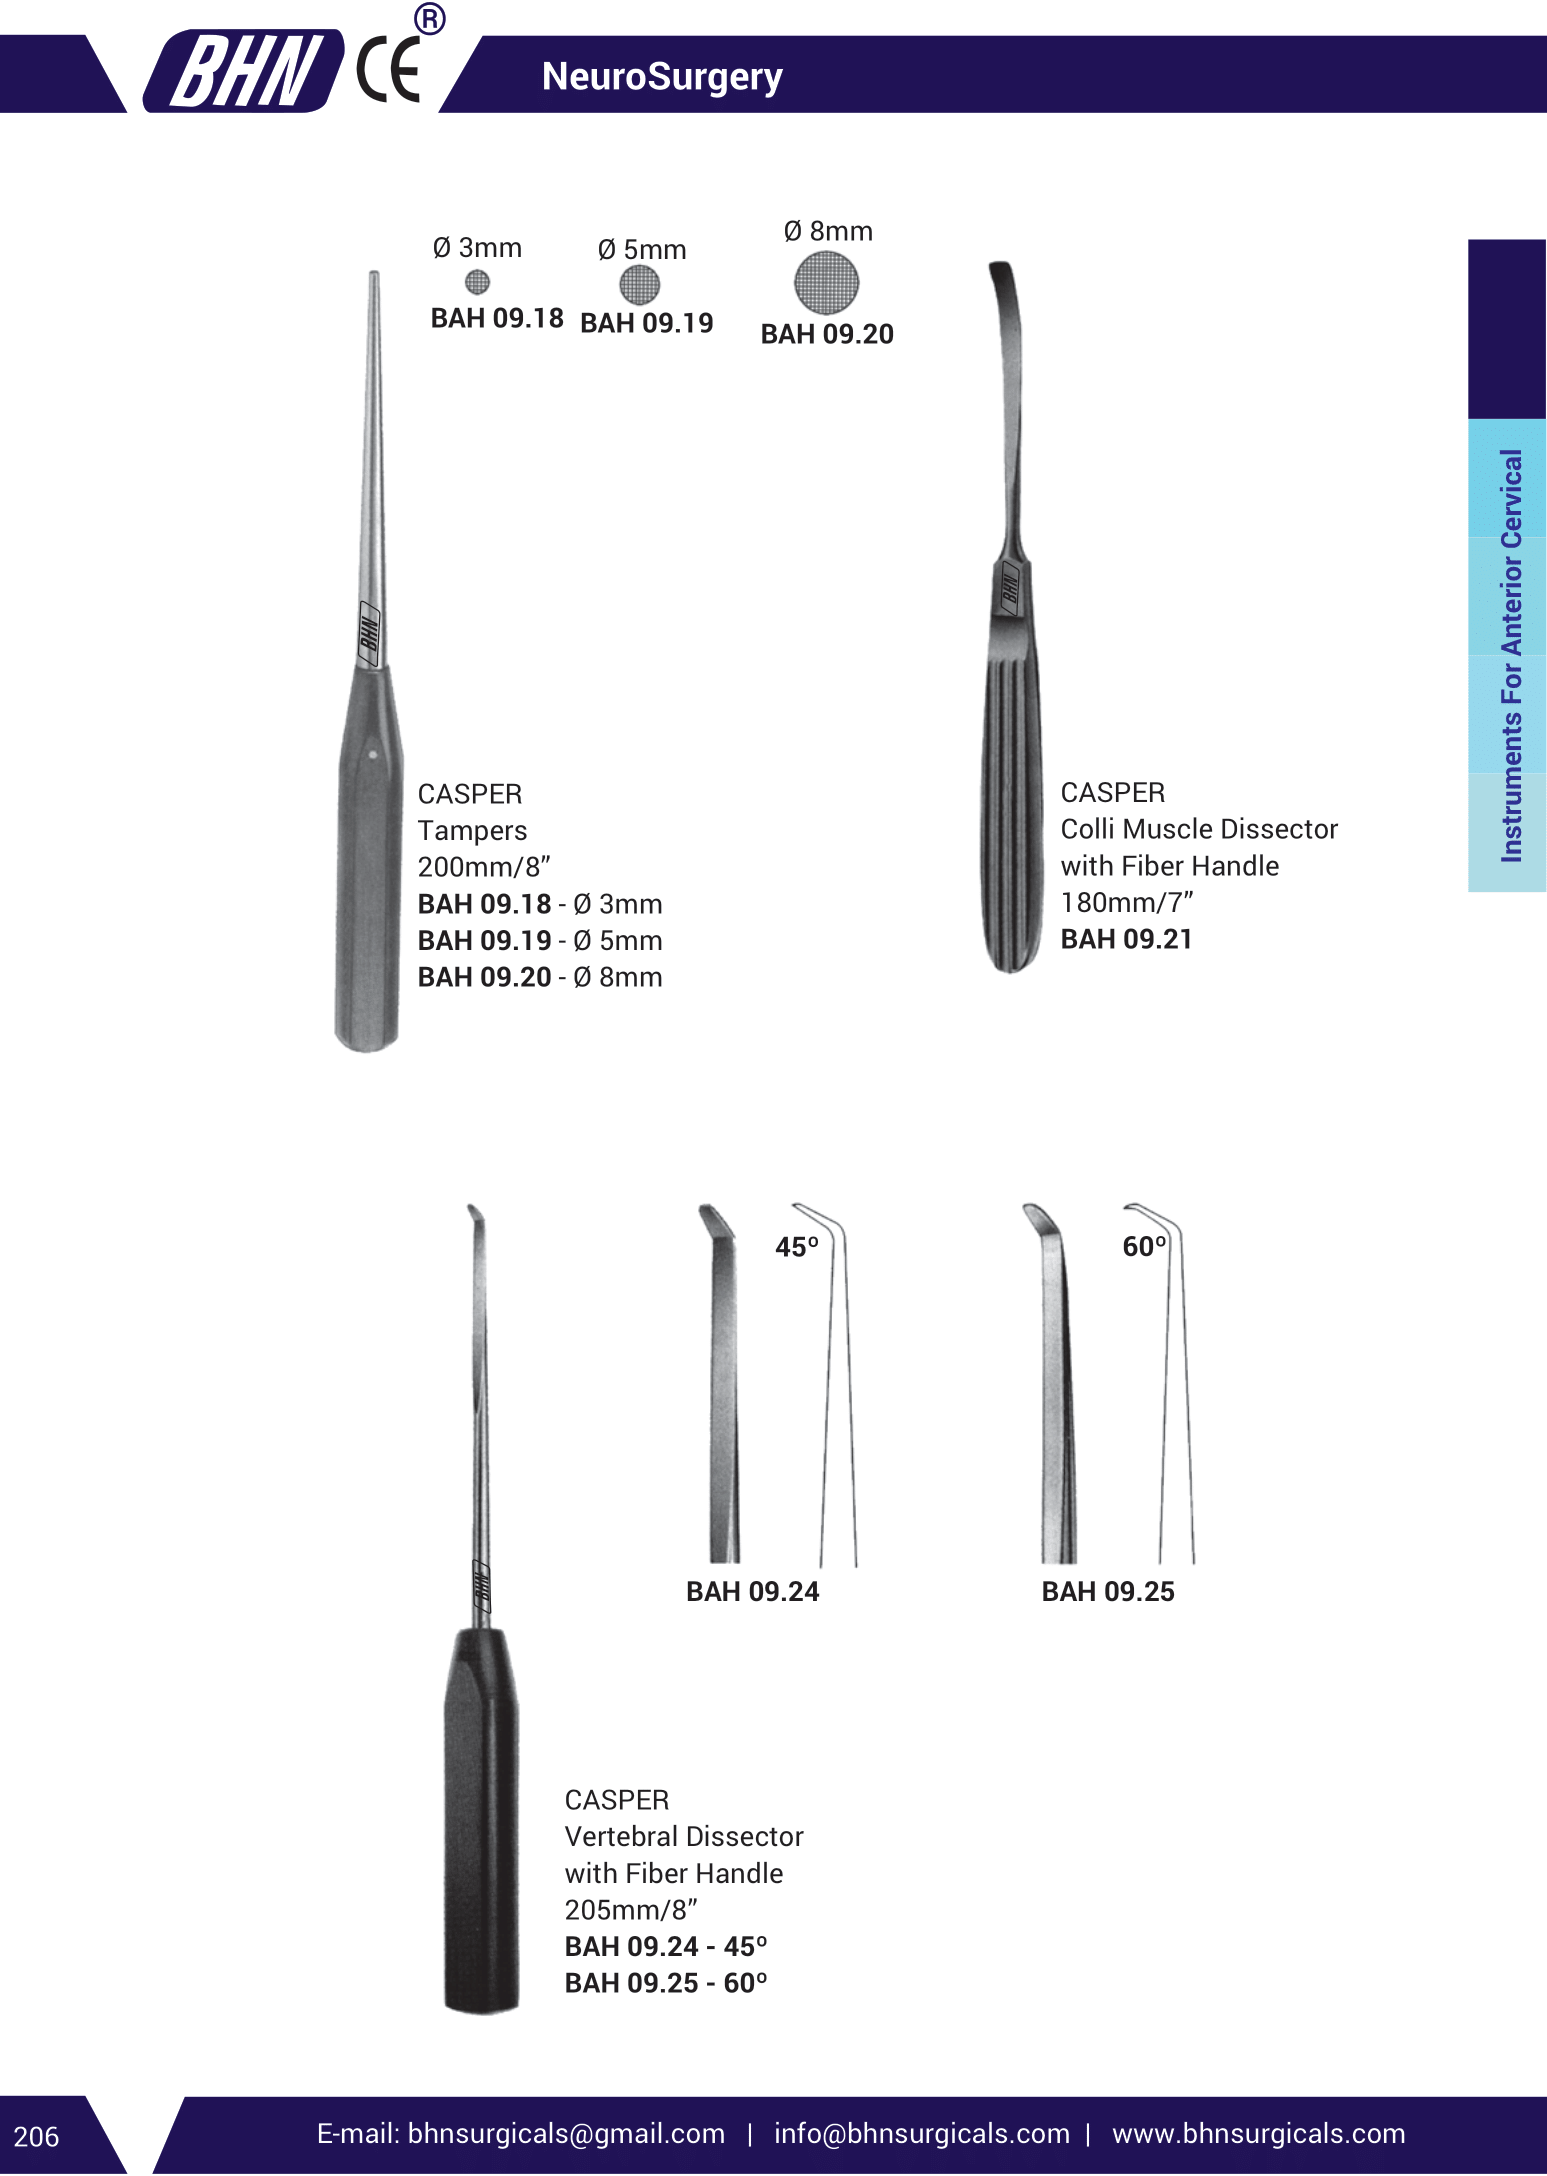 BHN CE ®
NeuroSurgery
Ø 3mm
BAH 09.18
Ø 5mm
BAH 09.19
Ø 8mm
BAH 09.20
BHN
CASPER
Tampers
200mm/8”
BAH 09.18 - Ø 3mm
BAH 09.19 - Ø 5mm
BAH 09.20 - Ø 8mm
BHN
CASPER
Colli Muscle Dissector
with Fiber Handle
180mm/7”
BAH 09.21
Instruments For Anterior Cervical
45º
BAH 09.24
60º
BAH 09.25
BHN
CASPER
Vertebral Dissector
with Fiber Handle
205mm/8”
BAH 09.24 - 45º
BAH 09.25 - 60º
206
E-mail: bhnsurgicals@gmail.com | info@bhnsurgicals.com | www.bhnsurgicals.com